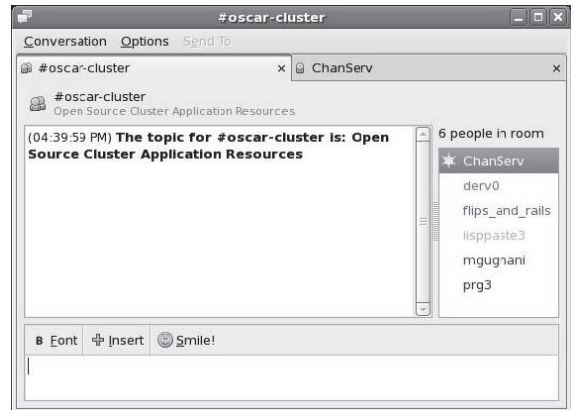 #oscar-cluster
Conversation Options Send To
#oscar-cluster x ChanServ x
#oscar-cluster
Open Source Cluster Application Resources
(04:39:59 PM) The topic for #oscar-cluster is: Open
Source Cluster Application Resources
6 people in room
ChanServ
derv0
flips_and_rails
lisppaste3
mgugnani
prg3
B Font Insert Smile!